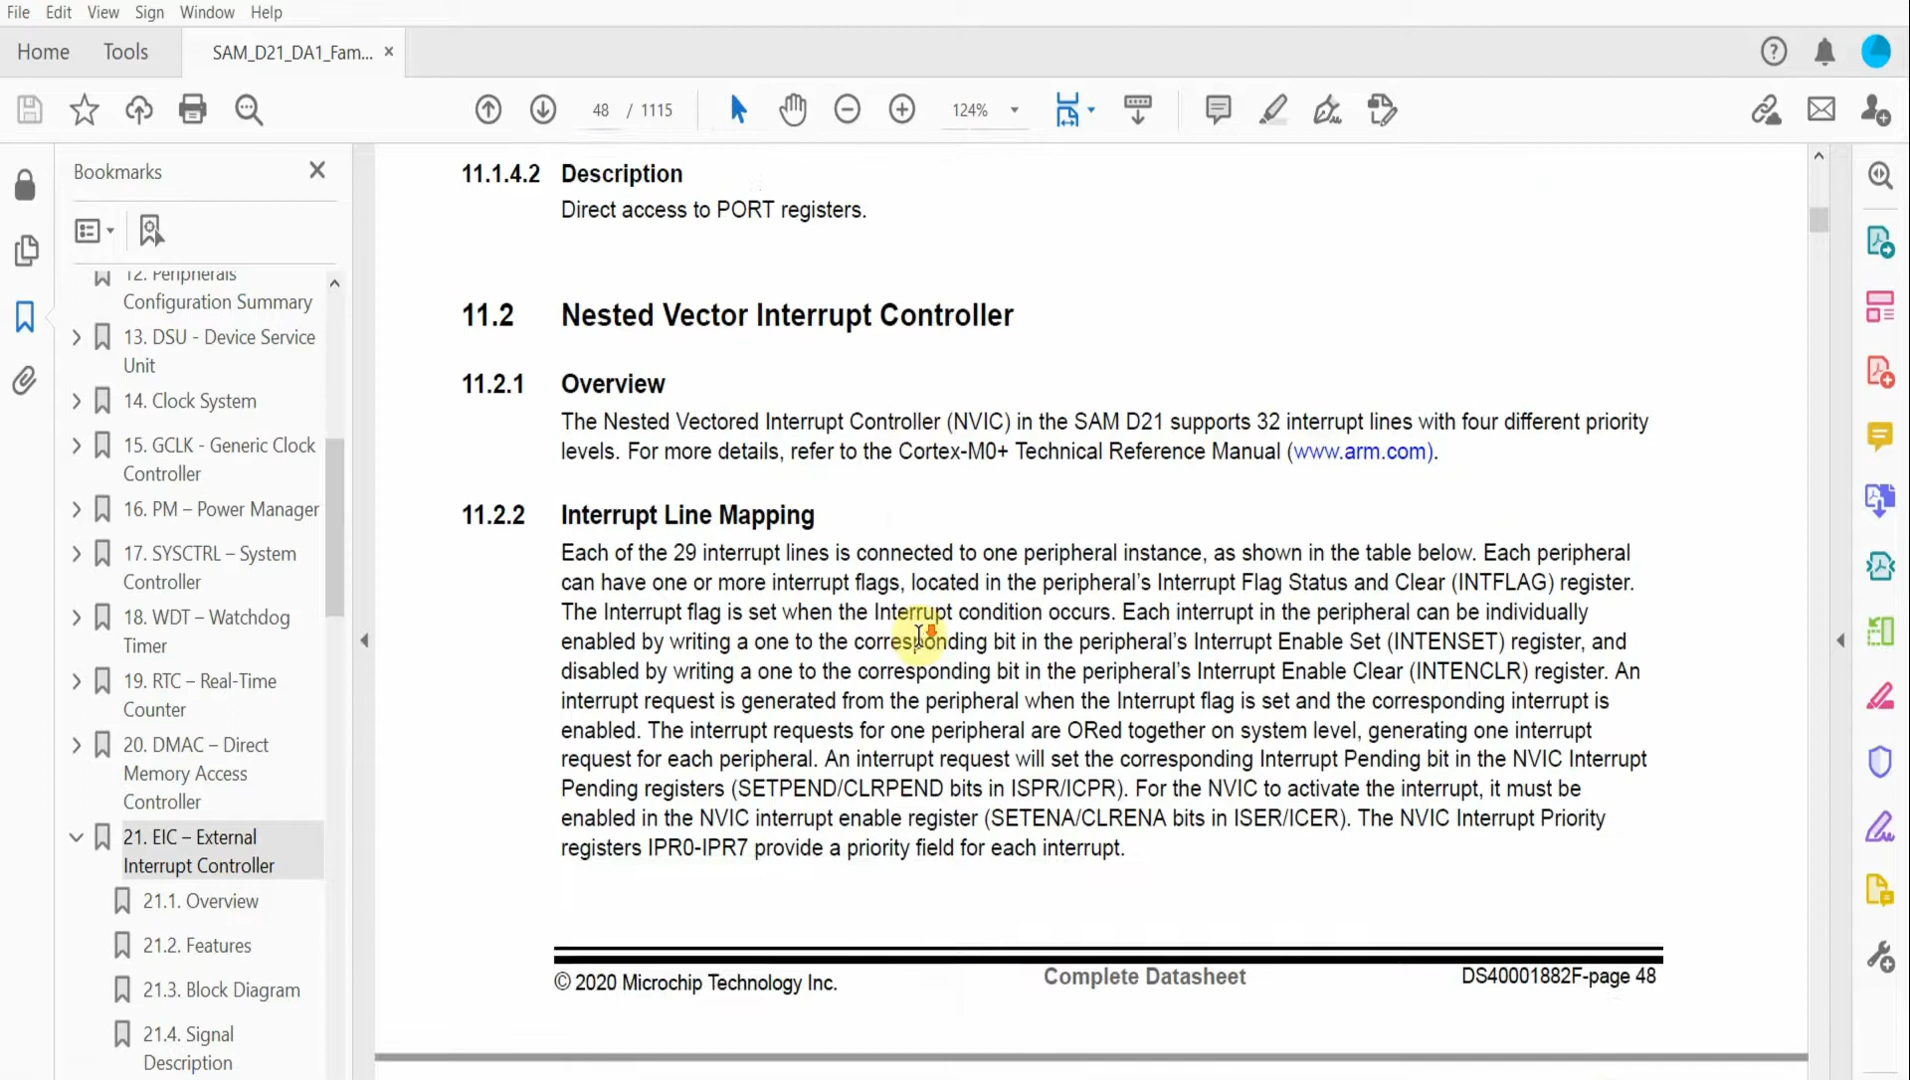 File Edit View Sign Window Help
Home Tools SAM_D21_DA1_Fam... ×
48 / 1115 124%
Bookmarks
12. Peripherals
Configuration Summary
13. DSU - Device Service
Unit
14. Clock System
15. GCLK - Generic Clock
Controller
16. PM – Power Manager
17. SYSCTRL – System
Controller
18. WDT – Watchdog
Timer
19. RTC – Real-Time
Counter
20. DMAC – Direct
Memory Access
Controller
21. EIC – External
Interrupt Controller
21.1. Overview
21.2. Features
21.3. Block Diagram
21.4. Signal
Description
11.1.4.2 Description
Direct access to PORT registers.
11.2 Nested Vector Interrupt Controller
11.2.1 Overview
The Nested Vectored Interrupt Controller (NVIC) in the SAM D21 supports 32 interrupt lines with four different priority
levels. For more details, refer to the Cortex-M0+ Technical Reference Manual (www.arm.com).
11.2.2 Interrupt Line Mapping
Each of the 29 interrupt lines is connected to one peripheral instance, as shown in the table below. Each peripheral
can have one or more interrupt flags, located in the peripheral's Interrupt Flag Status and Clear (INTFLAG) register.
The Interrupt flag is set when the Interrupt condition occurs. Each interrupt in the peripheral can be individually
enabled by writing a one to the corresponding bit in the peripheral's Interrupt Enable Set (INTENSET) register, and
disabled by writing a one to the corresponding bit in the peripheral's Interrupt Enable Clear (INTENCLR) register. An
interrupt request is generated from the peripheral when the Interrupt flag is set and the corresponding interrupt is
enabled. The interrupt requests for one peripheral are ORed together on system level, generating one interrupt
request for each peripheral. An interrupt request will set the corresponding Interrupt Pending bit in the NVIC Interrupt
Pending registers (SETPEND/CLRPEND bits in ISPR/ICPR). For the NVIC to activate the interrupt, it must be
enabled in the NVIC interrupt enable register (SETENA/CLRENA bits in ISER/ICER). The NVIC Interrupt Priority
registers IPR0-IPR7 provide a priority field for each interrupt.
© 2020 Microchip Technology Inc. Complete Datasheet DS40001882F-page 48